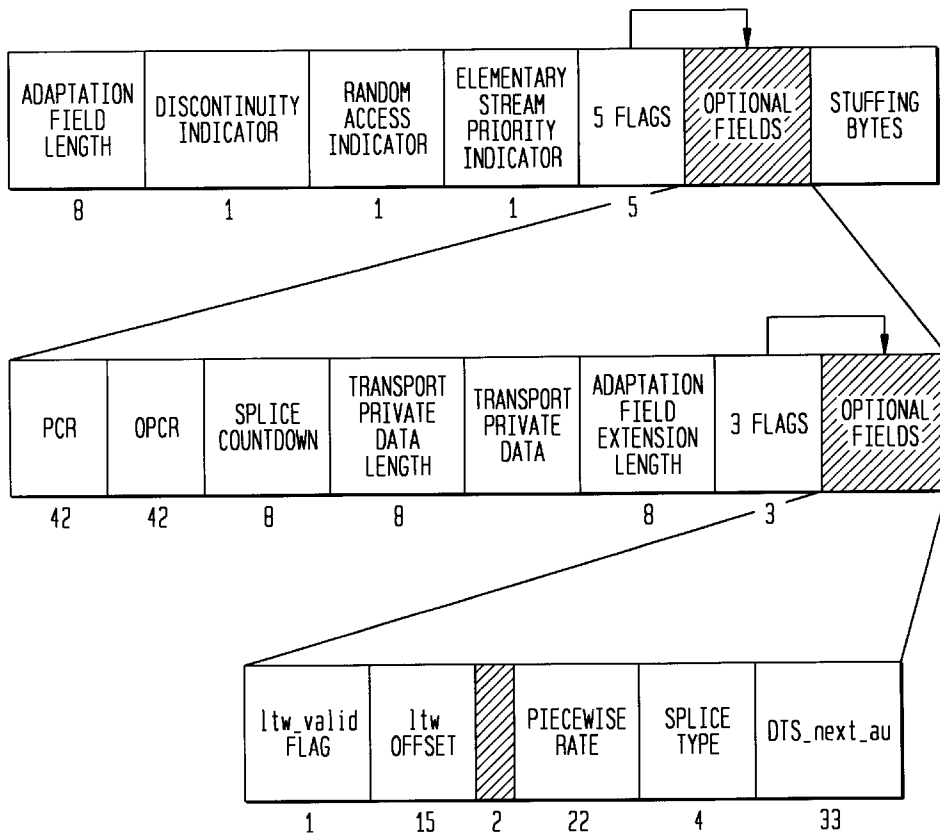 ADAPTATION
FIELD
LENGTH
DISCONTINUITY
INDICATOR
RANDOM
ACCESS
INDICATOR
ELEMENTARY
STREAM
PRIORITY
INDICATOR
5 FLAGS
OPTIONAL
FIELDS
STUFFING
BYTES
8
1
1
1
5
PCR
OPCR
SPLICE
COUNTDOWN
TRANSPORT
PRIVATE
DATA
LENGTH
TRANSPORT
PRIVATE
DATA
ADAPTATION
FIELD
EXTENSION
LENGTH
3 FLAGS
OPTIONAL
FIELDS
42
42
8
8
8
3
ltw_valid
FLAG
ltw
OFFSET
PIECEWISE
RATE
SPLICE
TYPE
DTS_next_au
1
15
2
22
4
33